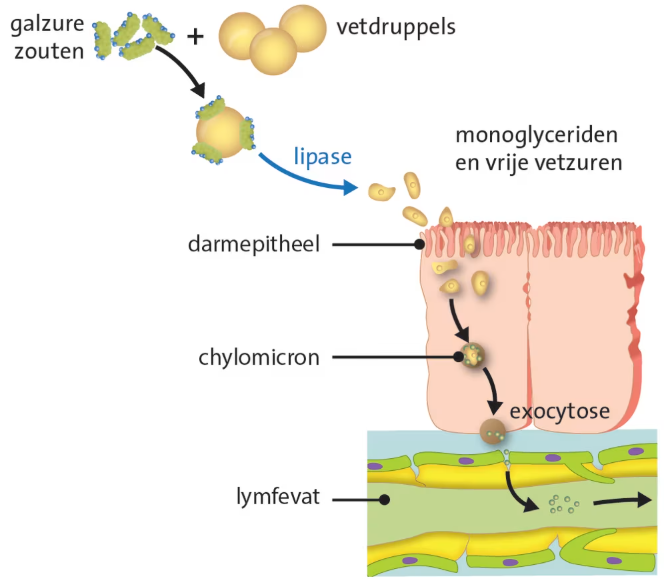 galzure
zouten
+
vetdruppels
lipase
monoglyceriden
en vrije vetzuren
darmepitheel
chylomicron
exocytose
lymfevat